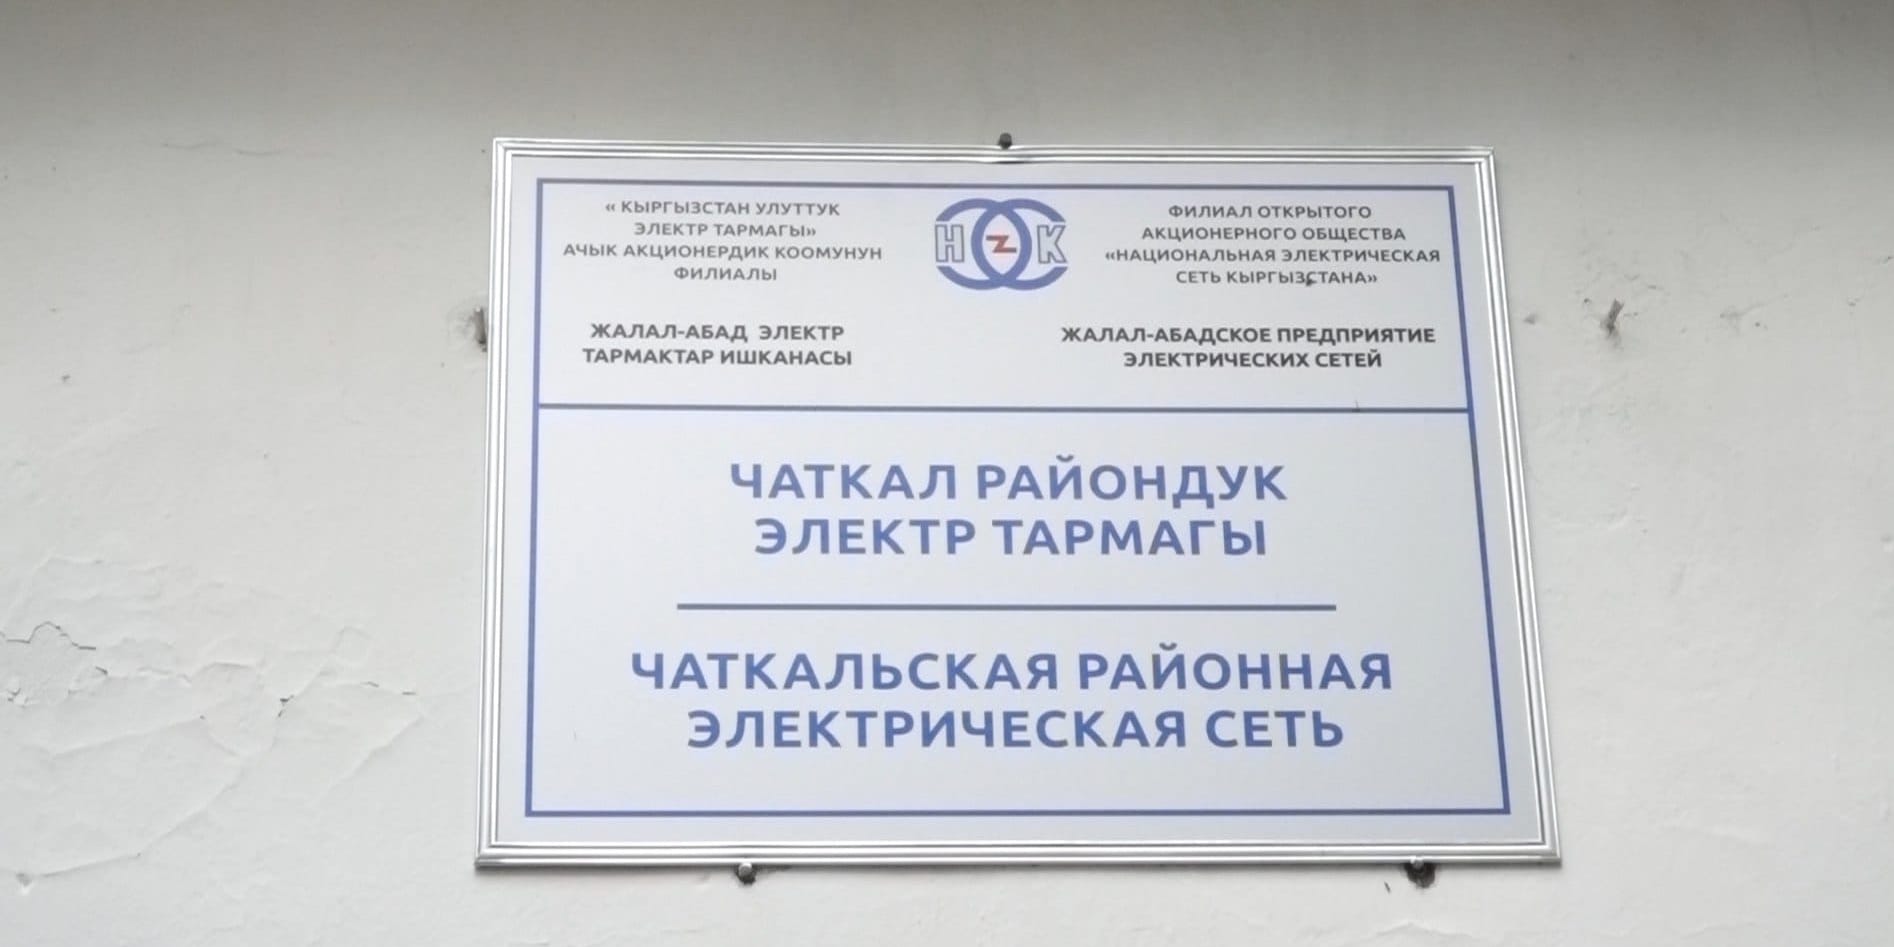 « КЫРГЫЗСТАН УЛУТТУК
ЭЛЕКТР ТАРМАГЫ»
АЧЫК АКЦИОНЕРДИК КООМУНУН
ФИЛИАЛЫ
ЖАЛАЛ-АБАД ЭЛЕКТР
ТАРМАКТАР ИШКАНАСЫ
Н К
ФИЛИАЛ ОТКРЫТОГО
АКЦИОНЕРНОГО ОБЩЕСТВА
«НАЦИОНАЛЬНАЯ ЭЛЕКТРИЧЕСКАЯ
СЕТЬ КЫРГЫЗСТАНА»
ЖАЛАЛ-АБАДСКОЕ ПРЕДПРИЯТИЕ
ЭЛЕКТРИЧЕСКИХ СЕТЕЙ
ЧАТКАЛ РАЙОНДУК
ЭЛЕКТР ТАРМАГЫ
ЧАТКАЛЬСКАЯ РАЙОННАЯ
ЭЛЕКТРИЧЕСКАЯ СЕТЬ